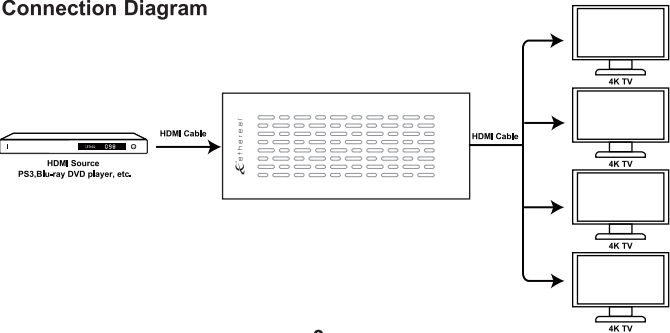 Connection Diagram
4K TV
HDMI Cable
HDMI Cable
ethereal
4K TV
HDMI Source
PS3,Blu-ray DVD player, etc.
4K TV
4K TV